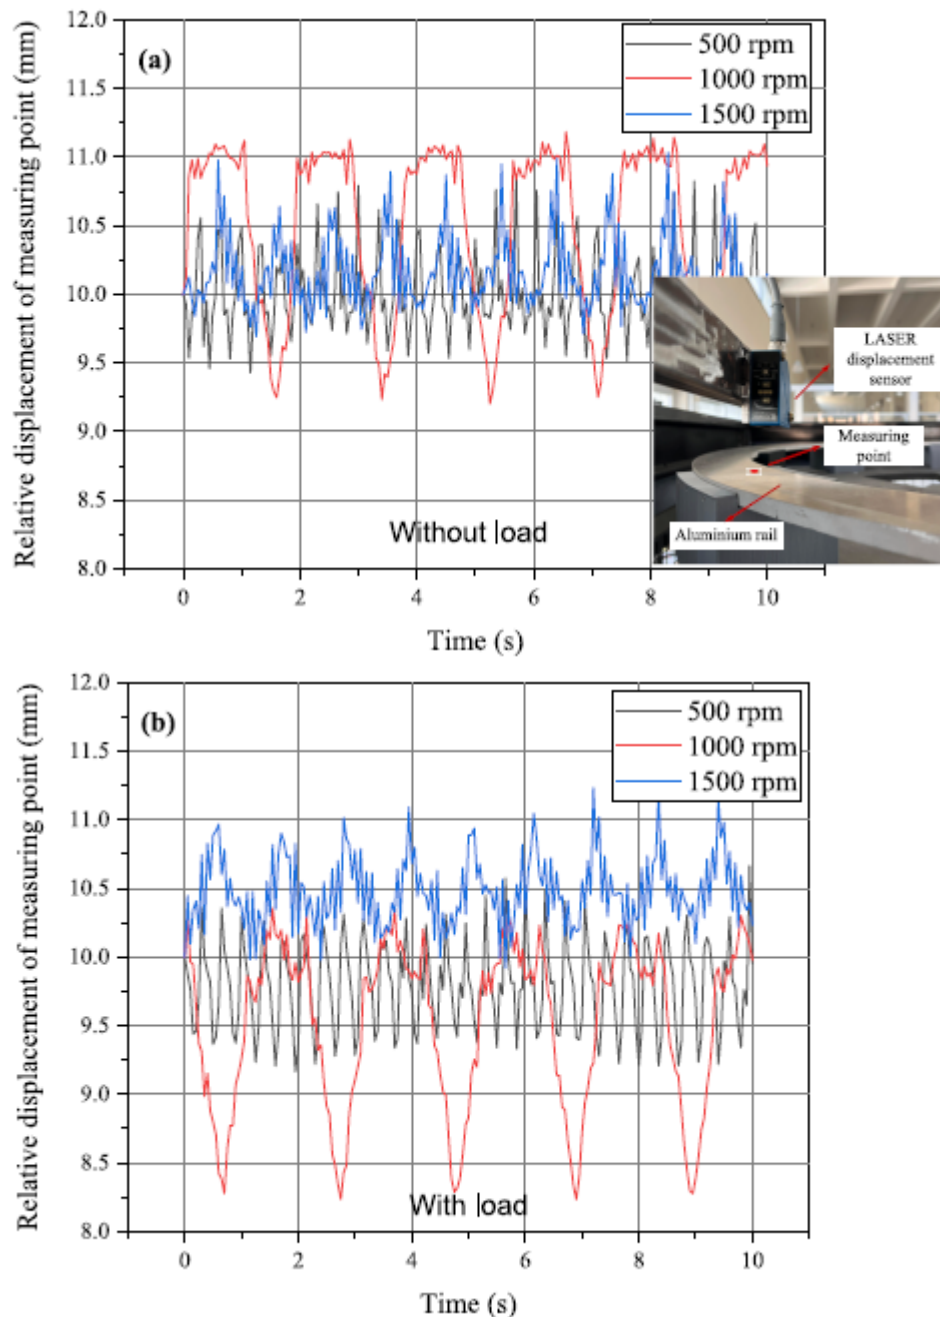 12.0
(a)
500 rpm
1000 rpm
1500 rpm
11.5
11.0
10.5
10.0
9.5
9.0
8.5
8.0
Relative displacement of measuring point (mm)
LASER
displacement
sensor
Measuring
point
Aluminium rail
Without load
0
2
4
6
8
10
Time (s)
12.0
(b)
500 rpm
1000 rpm
1500 rpm
11.5
11.0
10.5
10.0
9.5
9.0
8.5
8.0
Relative displacement of measuring point (mm)
With load
0
2
4
6
8
10
Time (s)